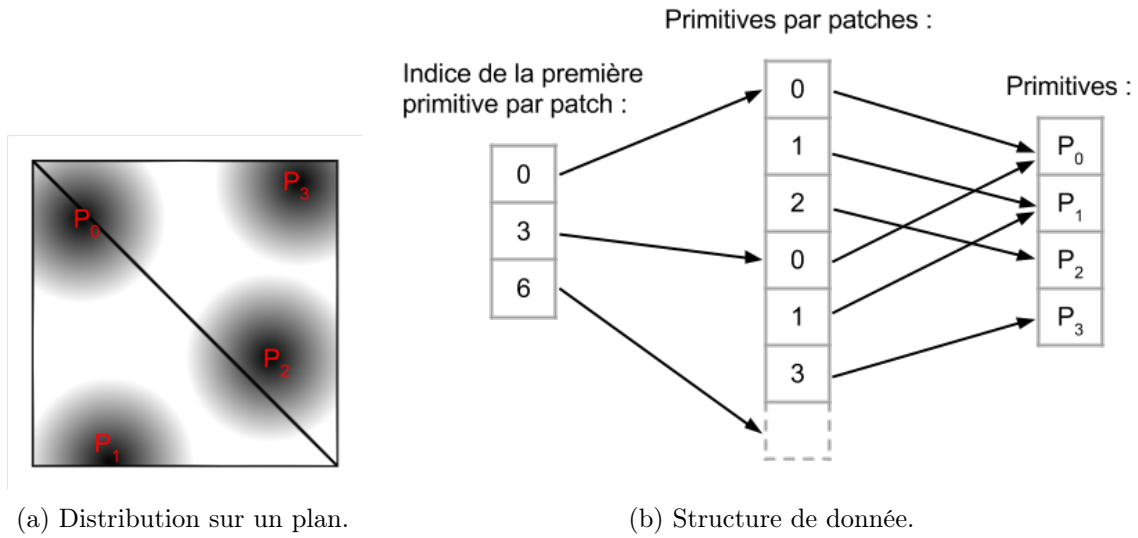 Primitives par patches :
Indice de la première
primitive par patch :
Primitives :
0
3
6
0
1
2
0
1
3
P0
P1
P2
P3
P0
P3
P2
P1
(a) Distribution sur un plan.
(b) Structure de donnée.